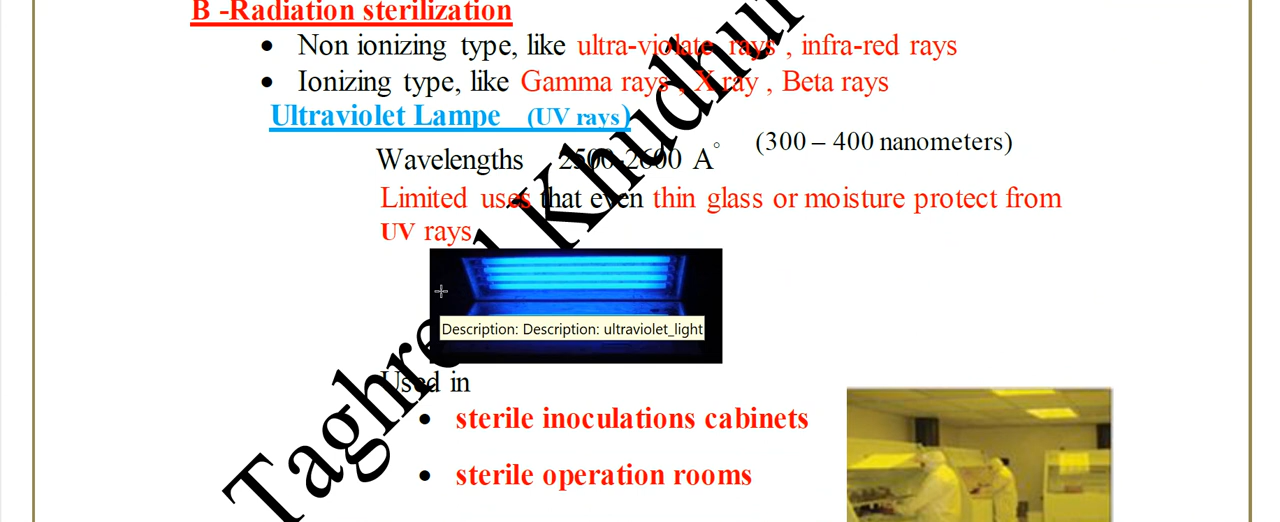 B -Radiation sterilization
• Non ionizing type, like ultra-violate rays , infra-red rays
• Ionizing type, like Gamma rays , X ray , Beta rays
Ultraviolet Lampe (UV rays)
Wavelengths 2500-2600 A° (300 – 400 nanometers)
Limited uses that even thin glass or moisture protect from
UV rays
Description: Description: ultraviolet_light
Used in
• sterile inoculations cabinets
• sterile operation rooms
Khudhur